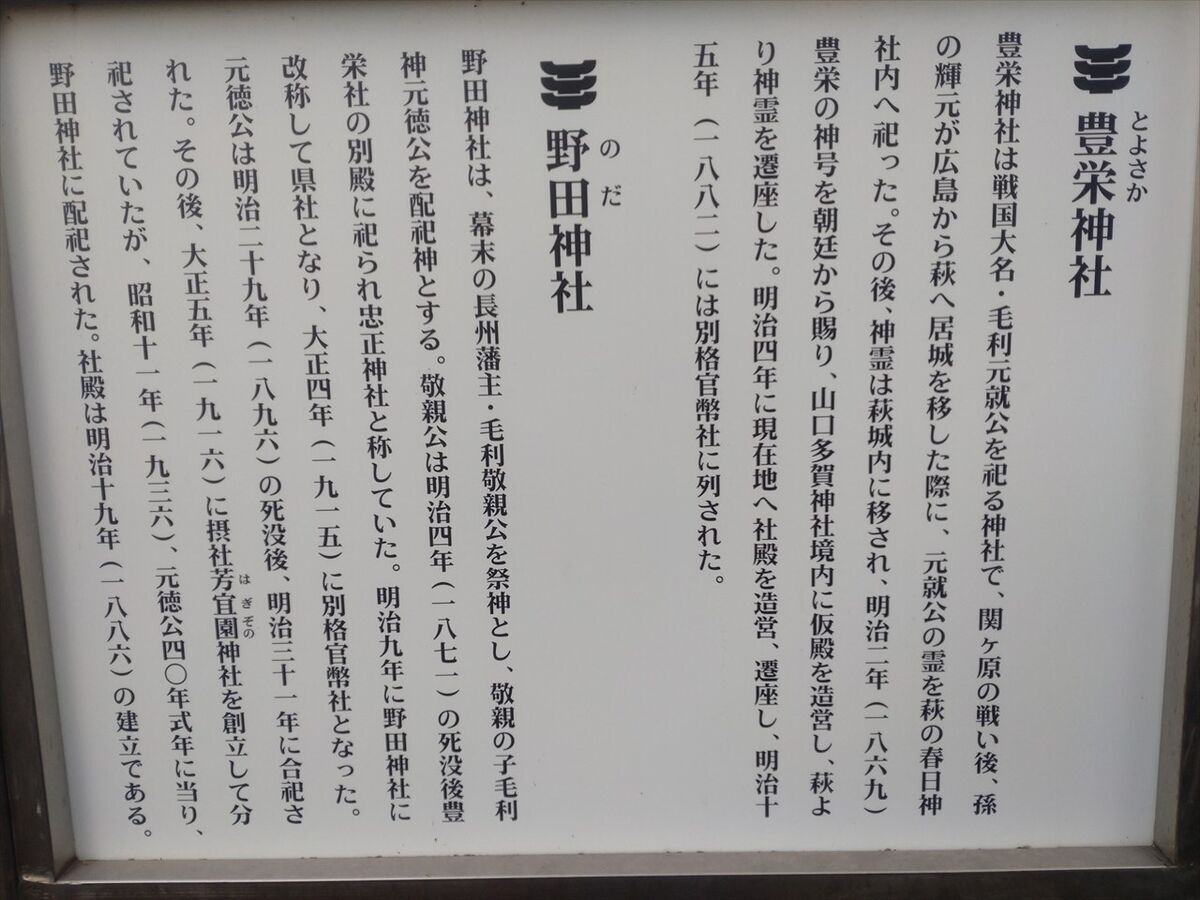 とよさか
豊栄神社
豊栄神社は戦国大名・毛利元就公を祀る神社で、関ヶ原の戦い後、孫
の輝元が広島から萩へ居城を移した際に、元就公の霊を萩の春日神
社内へ祀った。その後、神霊は萩城内に移され、明治二年(一八六九)
豊栄の神号を朝廷から賜り、山口多賀神社境内に仮殿を造営し、萩よ
り神霊を遷座した。明治四年に現在地へ社殿を造営、遷座し、明治十
五年(一八八二)には別格官幣社に列された。
のだ
野田神社
野田神社は、幕末の長州藩主・毛利敬親公を祭神とし、敬親の子毛利
神元徳公を配祀神とする。敬親公は明治四年(一八七一)の死没後豊
栄社の別殿に祀られ忠正神社と称していた。明治九年に野田神社に
改称して県社となり、大正四年(一九一五)に別格官幣社となった。
元徳公は明治二十九年(一八九六)の死没後、明治三十一年に合祀さ
れた。その後、大正五年(一九一六)に摂社芳宜園神社を創立して分
はぎその
祀されていたが、昭和十一年(一九三六)、元徳公四〇年式年に当り、
野田神社に配祀された。社殿は明治十九年(一八八六)の建立である。